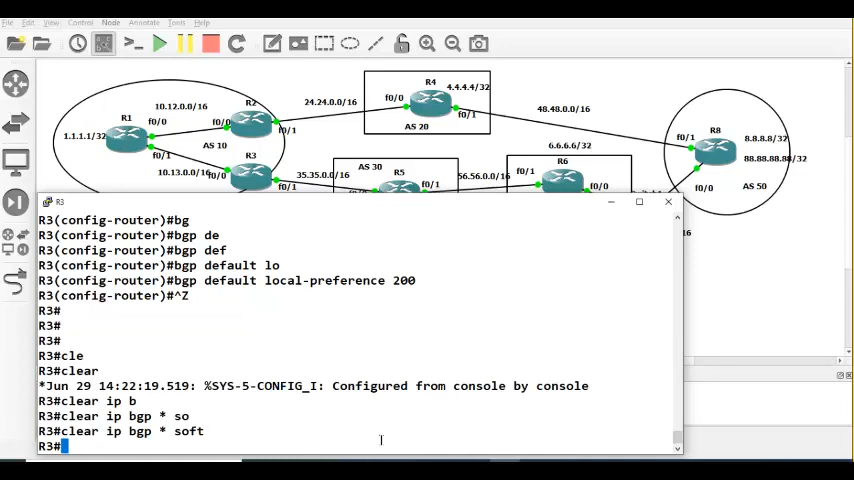 File Edit View Control Node Annotate Tools Help
R4
4.4.4.4/32
24.24.0.0/16
f0/0
f0/1
AS 20
48.48.0.0/16
10.12.0.0/16
R2
R1
f0/0
f0/0
f0/1
1.1.1.1/32
AS 10
f0/1
R3
10.13.0.0/16
f0/1
35.35.0.0/16
AS 30
R5
f0/1
56.56.0.0/16
6.6.6.6/32
R6
f0/1
f0/0
R8
f0/1
8.8.8.8/32
88.88.88.88/32
f0/0
AS 50
R3
R3(config-router)#bg
R3(config-router)#bgp de
R3(config-router)#bgp def
R3(config-router)#bgp default lo
R3(config-router)#bgp default local-preference 200
R3(config-router)#^Z
R3#
R3#
R3#
R3#cle
R3#clear
*Jun 29 14:22:19.519: %SYS-5-CONFIG_I: Configured from console by console
R3#clear ip b
R3#clear ip bgp * so
R3#clear ip bgp * soft
R3#